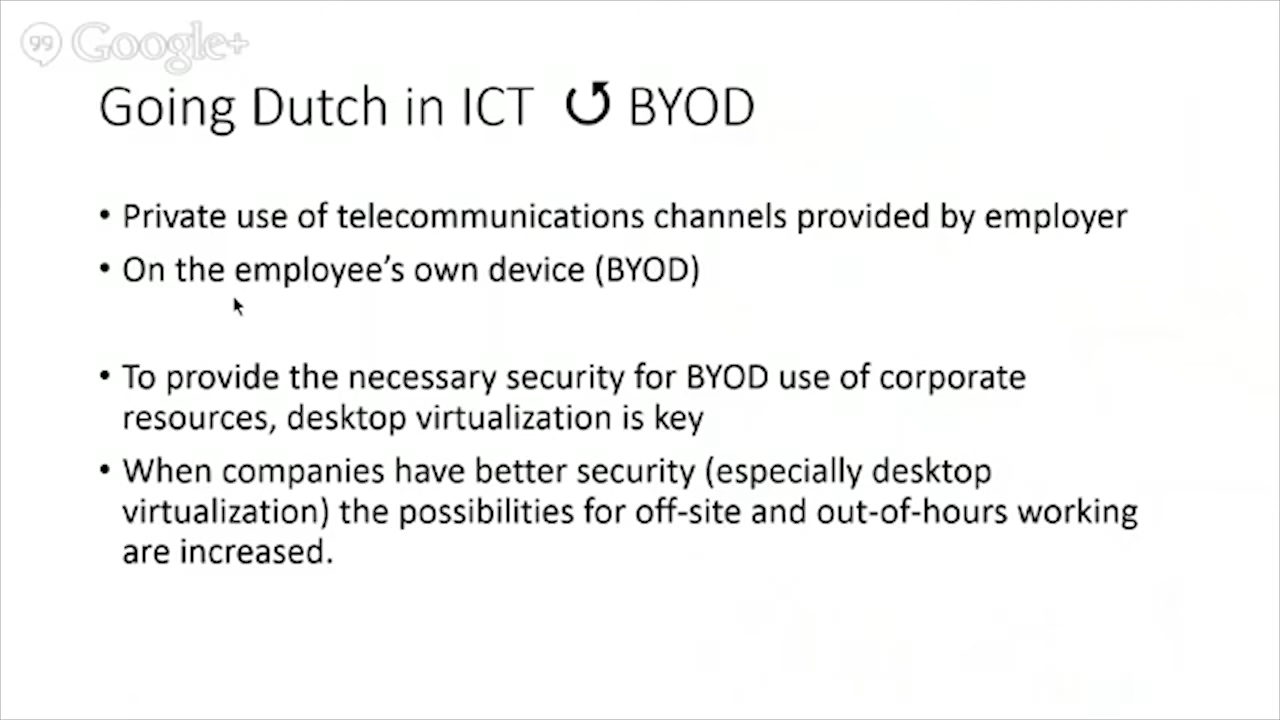 Google+
Going Dutch in ICT ↺ BYOD
• Private use of telecommunications channels provided by employer
• On the employee’s own device (BYOD)
• To provide the necessary security for BYOD use of corporate
resources, desktop virtualization is key
• When companies have better security (especially desktop
virtualization) the possibilities for off-site and out-of-hours working
are increased.